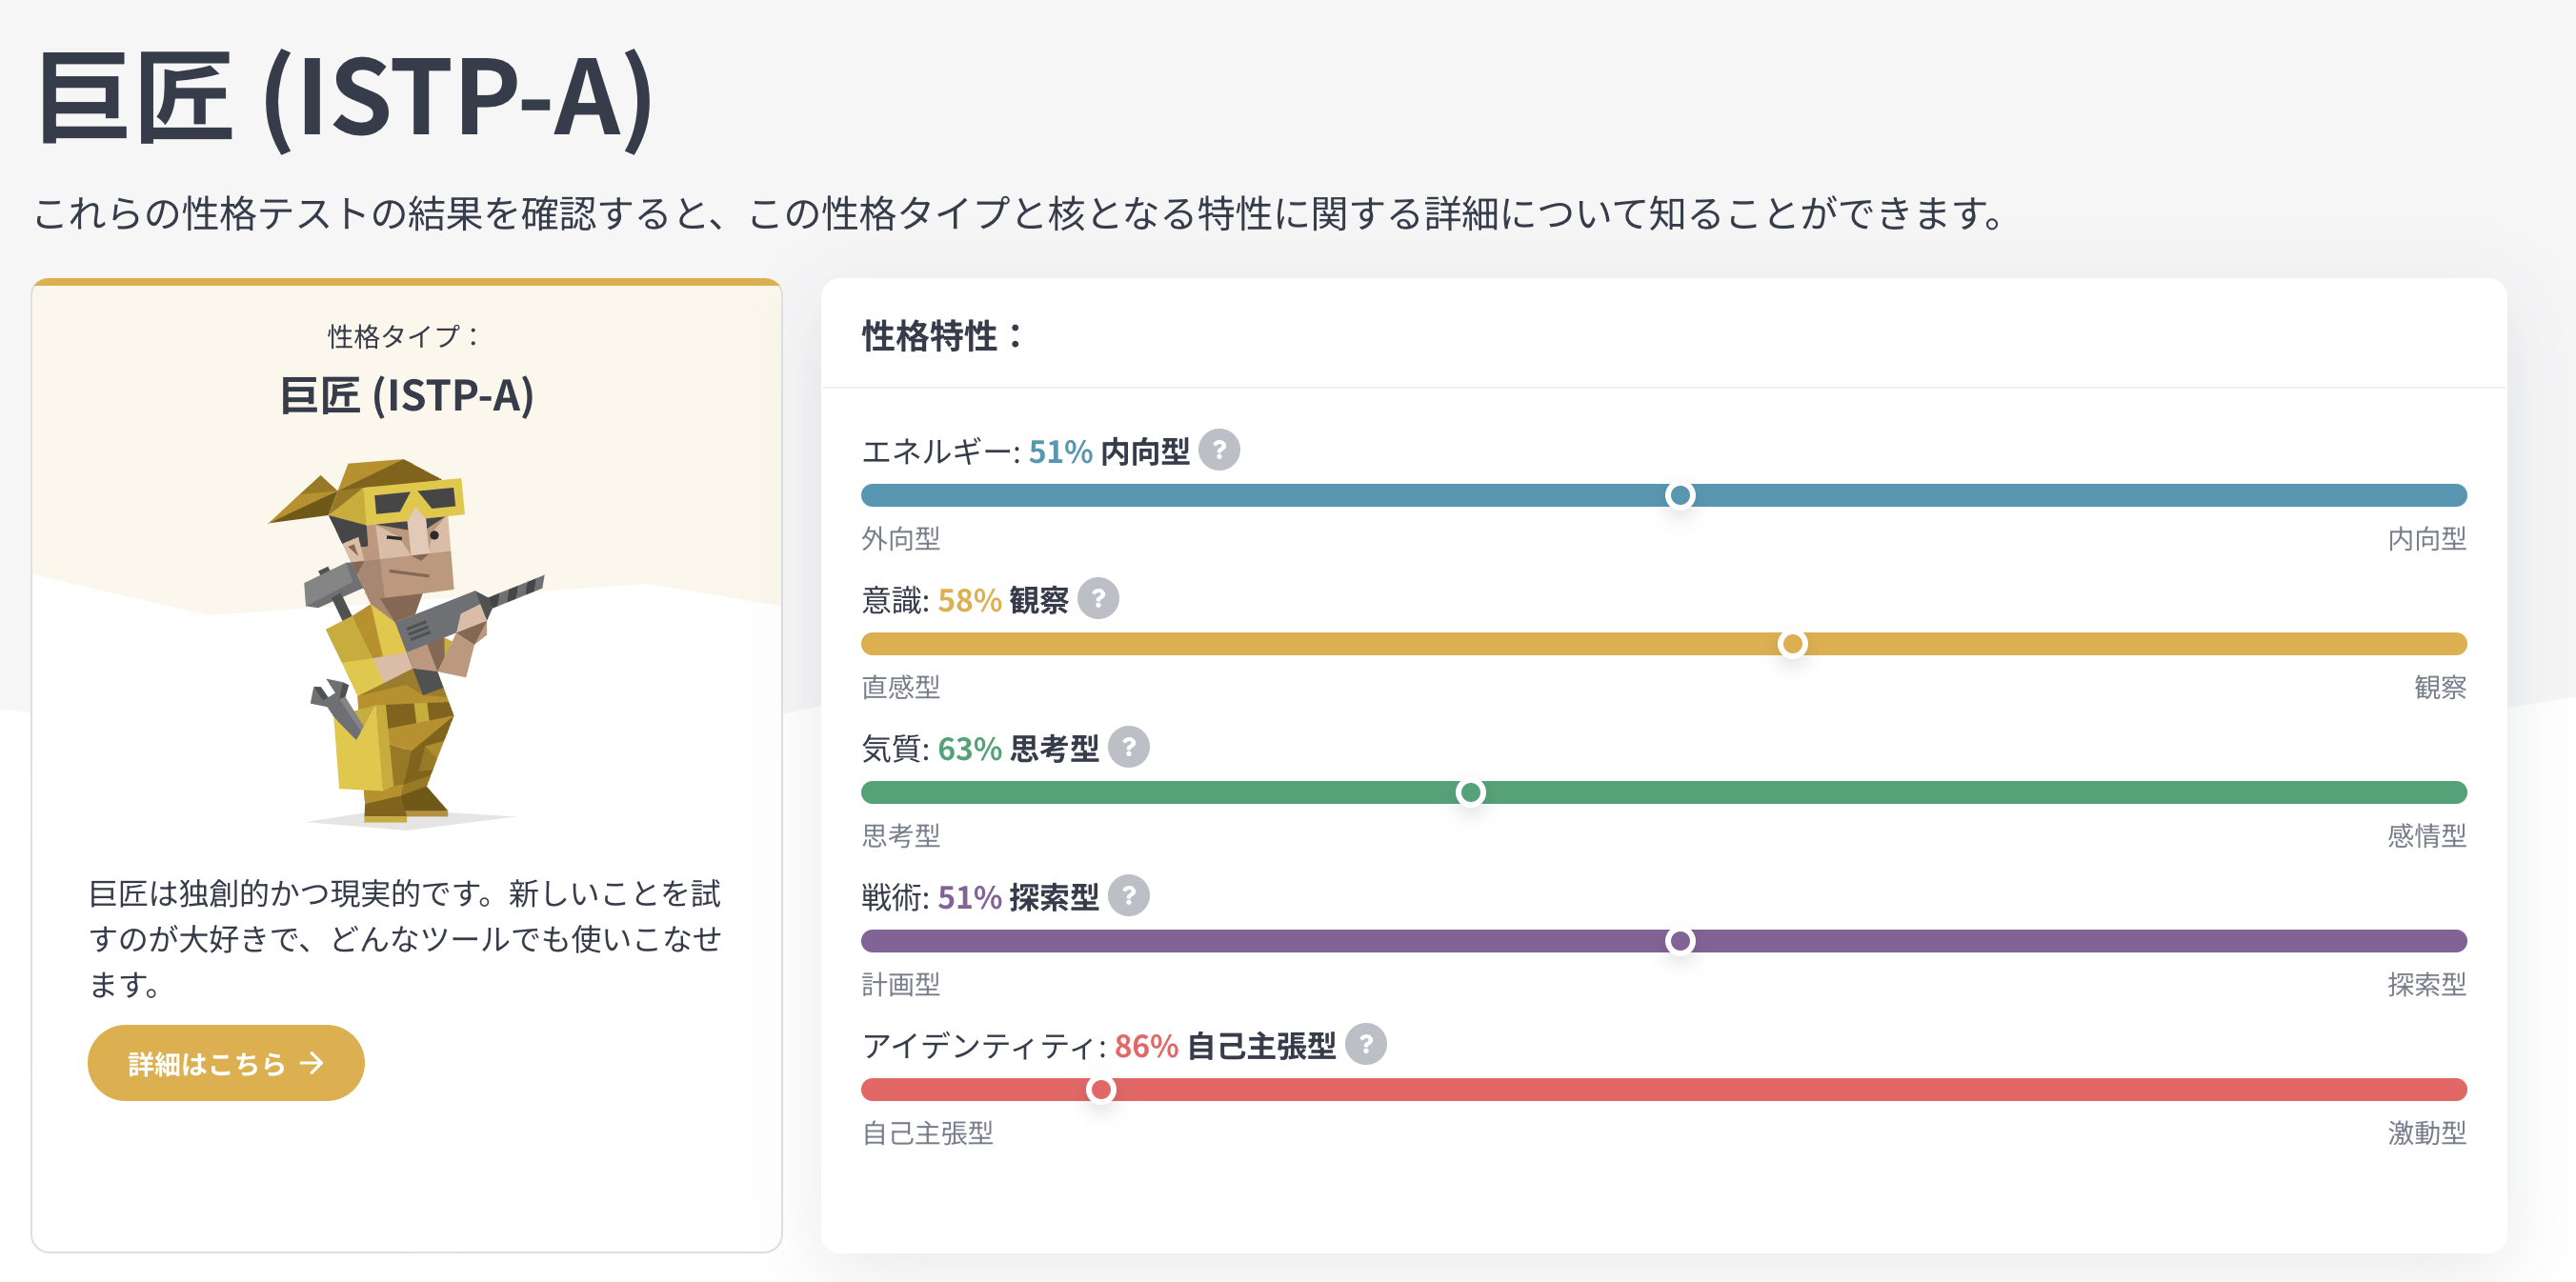 巨匠 (ISTP-A)
これらの性格テストの結果を確認すると、この性格タイプと核となる特性に関する詳細について知ることができます。
性格タイプ：
巨匠 (ISTP-A)
巨匠は独創的かつ現実的です。新しいことを試
すのが大好きで、どんなツールでも使いこなせ
ます。
詳細はこちら →
性格特性：
エネルギー: 51% 内向型 ?
外向型 内向型
意識: 58% 観察 ?
直感型 観察
気質: 63% 思考型 ?
思考型 感情型
戦術: 51% 探索型 ?
計画型 探索型
アイデンティティ: 86% 自己主張型 ?
自己主張型 激動型